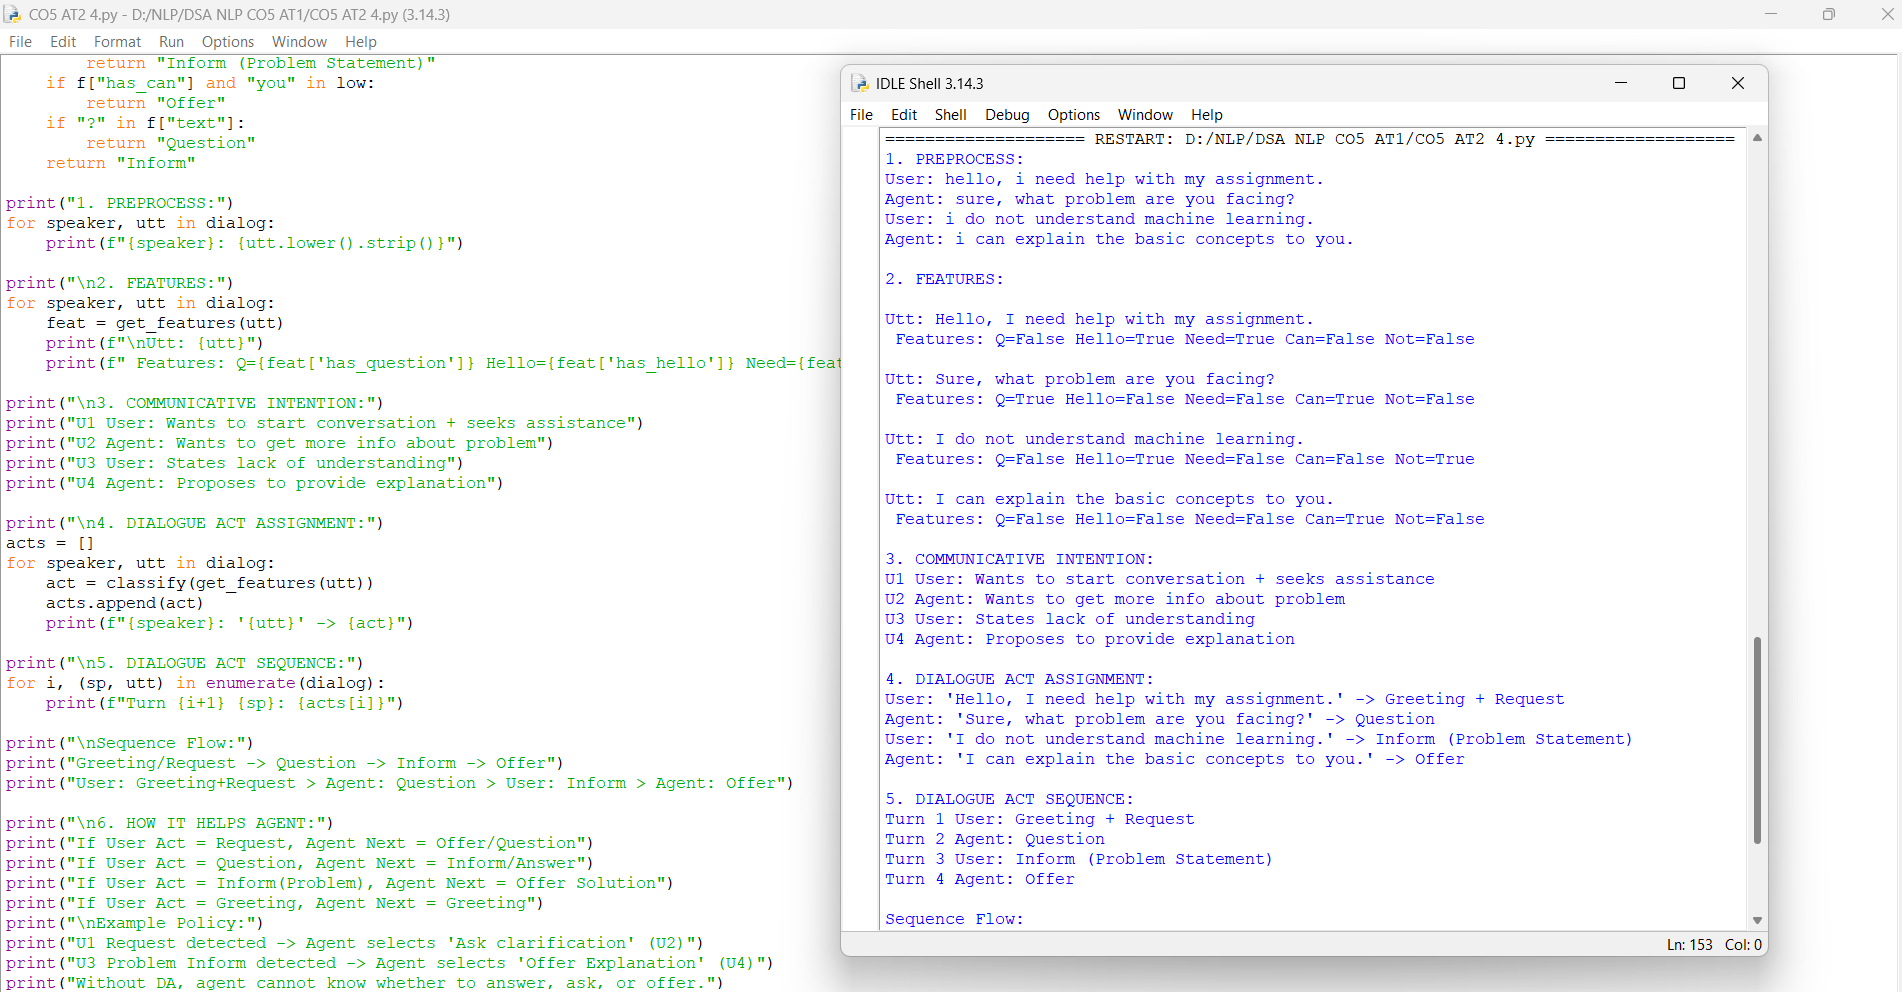 CO5 AT2 4.py - D:/NLP/DSA NLP CO5 AT1/CO5 AT2 4.py (3.14.3)
File Edit Format Run Options Window Help
        return "Inform (Problem Statement)"
    if f["has_can"] and "you" in low:
        return "Offer"
    if "?" in f["text"]:
        return "Question"
    return "Inform"
print("1. PREPROCESS:")
for speaker, utt in dialog:
    print(f"{speaker}: {utt.lower().strip()}")
print("\n2. FEATURES:")
for speaker, utt in dialog:
    feat = get_features(utt)
    print(f"\nUtt: {utt}")
    print(f" Features: Q={feat['has_question']} Hello={feat['has_hello']} Need={feat
print("\n3. COMMUNICATIVE INTENTION:")
print("U1 User: Wants to start conversation + seeks assistance")
print("U2 Agent: Wants to get more info about problem")
print("U3 User: States lack of understanding")
print("U4 Agent: Proposes to provide explanation")
print("\n4. DIALOGUE ACT ASSIGNMENT:")
acts = []
for speaker, utt in dialog:
    act = classify(get_features(utt))
    acts.append(act)
    print(f"{speaker}: '{utt}' -> {act}")
print("\n5. DIALOGUE ACT SEQUENCE:")
for i, (sp, utt) in enumerate(dialog):
    print(f"Turn {i+1} {sp}: {acts[i]}")
print("\nSequence Flow:")
print("Greeting/Request -> Question -> Inform -> Offer")
print("User: Greeting+Request > Agent: Question > User: Inform > Agent: Offer")
print("\n6. HOW IT HELPS AGENT:")
print("If User Act = Request, Agent Next = Offer/Question")
print("If User Act = Question, Agent Next = Inform/Answer")
print("If User Act = Inform(Problem), Agent Next = Offer Solution")
print("If User Act = Greeting, Agent Next = Greeting")
print("\nExample Policy:")
print("U1 Request detected -> Agent selects 'Ask clarification' (U2)")
print("U3 Problem Inform detected -> Agent selects 'Offer Explanation' (U4)")
print("Without DA, agent cannot know whether to answer, ask, or offer.")
IDLE Shell 3.14.3
File Edit Shell Debug Options Window Help
==================== RESTART: D:/NLP/DSA NLP CO5 AT1/CO5 AT2 4.py ===================
1. PREPROCESS:
User: hello, i need help with my assignment.
Agent: sure, what problem are you facing?
User: i do not understand machine learning.
Agent: i can explain the basic concepts to you.
2. FEATURES:
Utt: Hello, I need help with my assignment.
 Features: Q=False Hello=True Need=True Can=False Not=False
Utt: Sure, what problem are you facing?
 Features: Q=True Hello=False Need=False Can=True Not=False
Utt: I do not understand machine learning.
 Features: Q=False Hello=True Need=False Can=False Not=True
Utt: I can explain the basic concepts to you.
 Features: Q=False Hello=False Need=False Can=True Not=False
3. COMMUNICATIVE INTENTION:
U1 User: Wants to start conversation + seeks assistance
U2 Agent: Wants to get more info about problem
U3 User: States lack of understanding
U4 Agent: Proposes to provide explanation
4. DIALOGUE ACT ASSIGNMENT:
User: 'Hello, I need help with my assignment.' -> Greeting + Request
Agent: 'Sure, what problem are you facing?' -> Question
User: 'I do not understand machine learning.' -> Inform (Problem Statement)
Agent: 'I can explain the basic concepts to you.' -> Offer
5. DIALOGUE ACT SEQUENCE:
Turn 1 User: Greeting + Request
Turn 2 Agent: Question
Turn 3 User: Inform (Problem Statement)
Turn 4 Agent: Offer
Sequence Flow:
Ln: 153 Col: 0